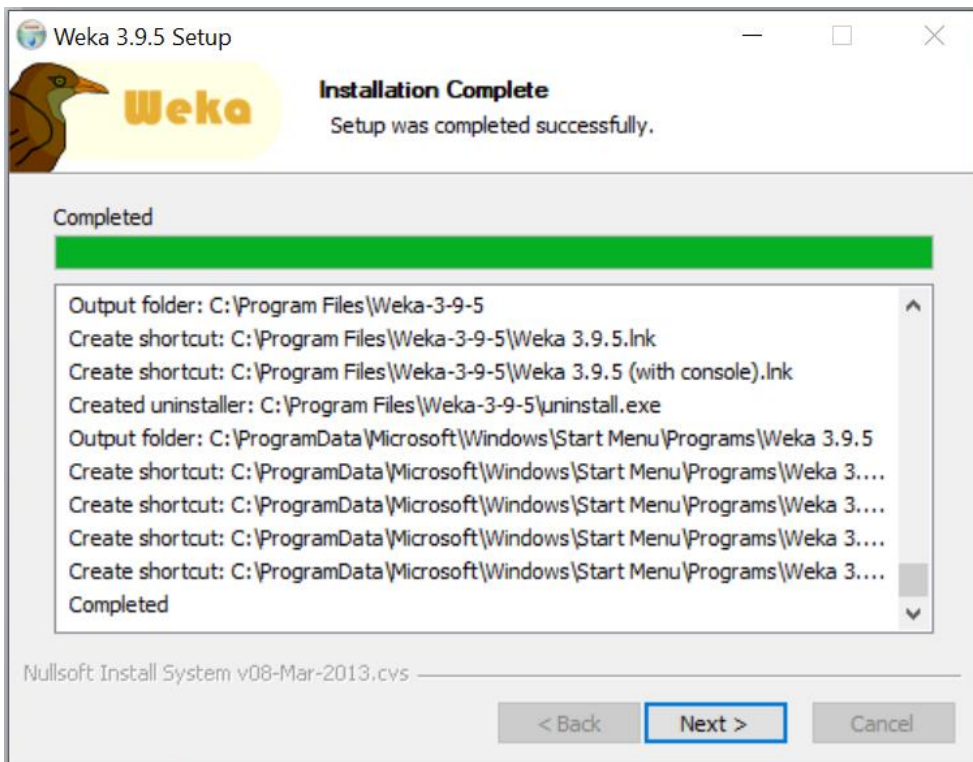 Weka 3.9.5 Setup
Weka
Installation Complete
Setup was completed successfully.
Completed
Output folder: C:\Program Files\Weka-3-9-5
Create shortcut: C:\Program Files\Weka-3-9-5\Weka 3.9.5.lnk
Create shortcut: C:\Program Files\Weka-3-9-5\Weka 3.9.5 (with console).lnk
Created uninstaller: C:\Program Files\Weka-3-9-5\uninstall.exe
Output folder: C:\ProgramData\Microsoft\Windows\Start Menu\Programs\Weka 3.9.5
Create shortcut: C:\ProgramData\Microsoft\Windows\Start Menu\Programs\Weka 3....
Create shortcut: C:\ProgramData\Microsoft\Windows\Start Menu\Programs\Weka 3....
Create shortcut: C:\ProgramData\Microsoft\Windows\Start Menu\Programs\Weka 3....
Create shortcut: C:\ProgramData\Microsoft\Windows\Start Menu\Programs\Weka 3....
Completed
Nullsoft Install System v08-Mar-2013.cvs
< Back Next > Cancel